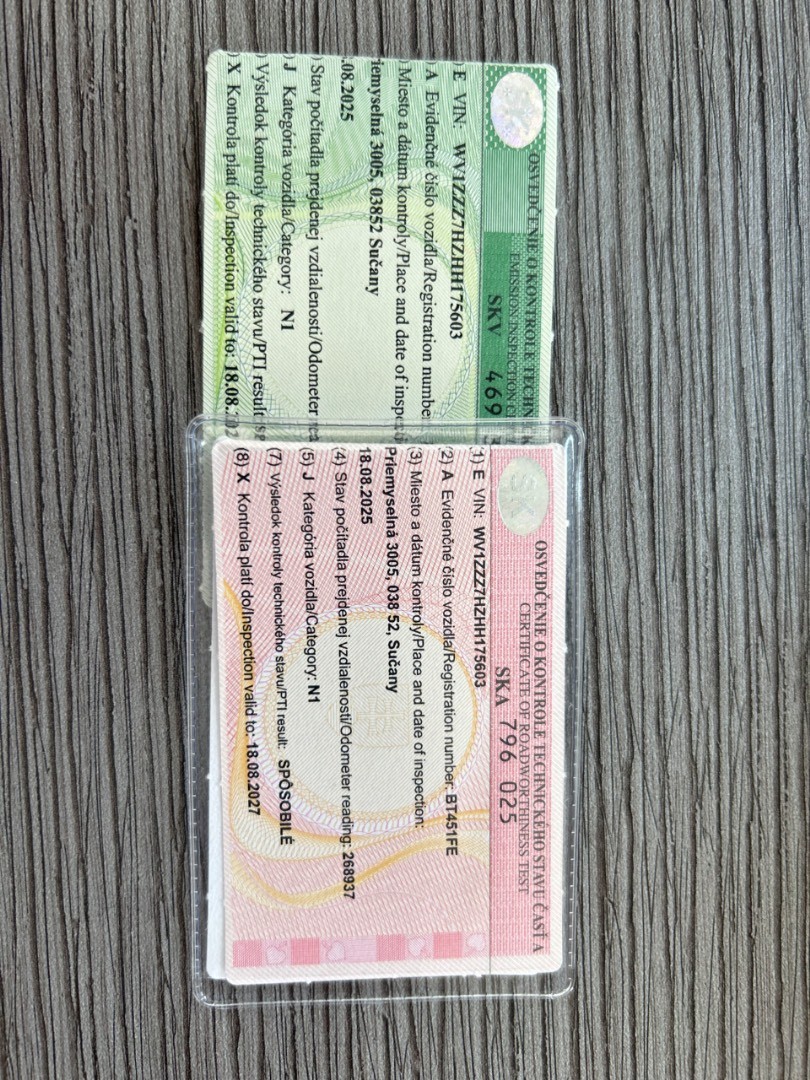 OSVEDČENIE O KONTROLE TECHN
EMISSION INSPECTION
SKV 469
) E VIN: WV1ZZZ7HZHH175603
) A Evidenčné číslo vozidla/Registration number:
) Miesto a dátum kontroly/Place and date of inspecti
riemyselná 3005, 03852 Sučany
.08.2025
) Stav počítadla prejdenej vzdialenosti/Odometer rea
) J Kategória vozidla/Category: N1
) Výsledok kontroly technického stavu/PTI result
) X Kontrola platí do/Inspection valid to: 18.08.202
SK
OSVEDČENIE O KONTROLE TECHNICKÉHO STAVU ČASŤ A
CERTIFICATE OF ROADWORTHINESS TEST
SKA 796 025
(1) E VIN: WV1ZZZ7HZHH175603
(2) A Evidenčné číslo vozidla/Registration number: BT451FE
(3) Miesto a dátum kontroly/Place and date of inspection:
Priemyselná 3005, 038 52, Sučany
18.08.2025
(4) Stav počítadla prejdenej vzdialenosti/Odometer reading: 268937
(5) J Kategória vozidla/Category: N1
(7) Výsledok kontroly technického stavu/PTI result: SPÔSOBILÉ
(8) X Kontrola platí do/Inspection valid to: 18.08.2027